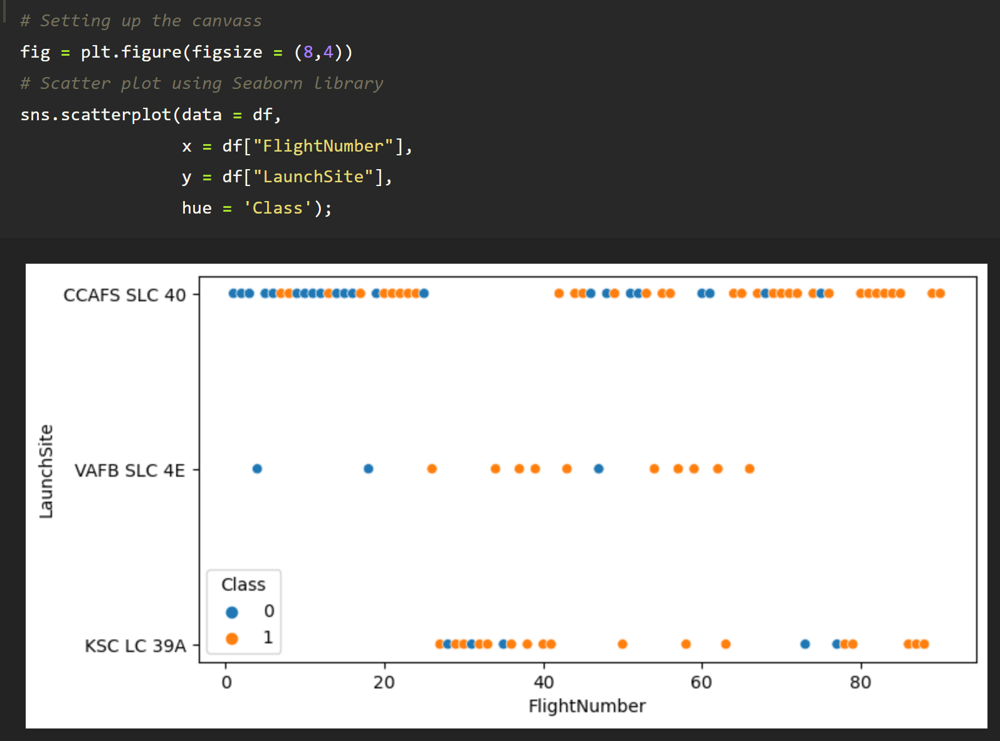 # Setting up the canvass
fig = plt.figure(figsize = (8,4))
# Scatter plot using Seaborn library
sns.scatterplot(data = df,
x = df["FlightNumber"],
y = df["LaunchSite"],
hue = 'Class');
CCAFS SLC 40
VAFB SLC 4E
KSC LC 39A
LaunchSite
Class
0
1
0 20 40 60 80
FlightNumber